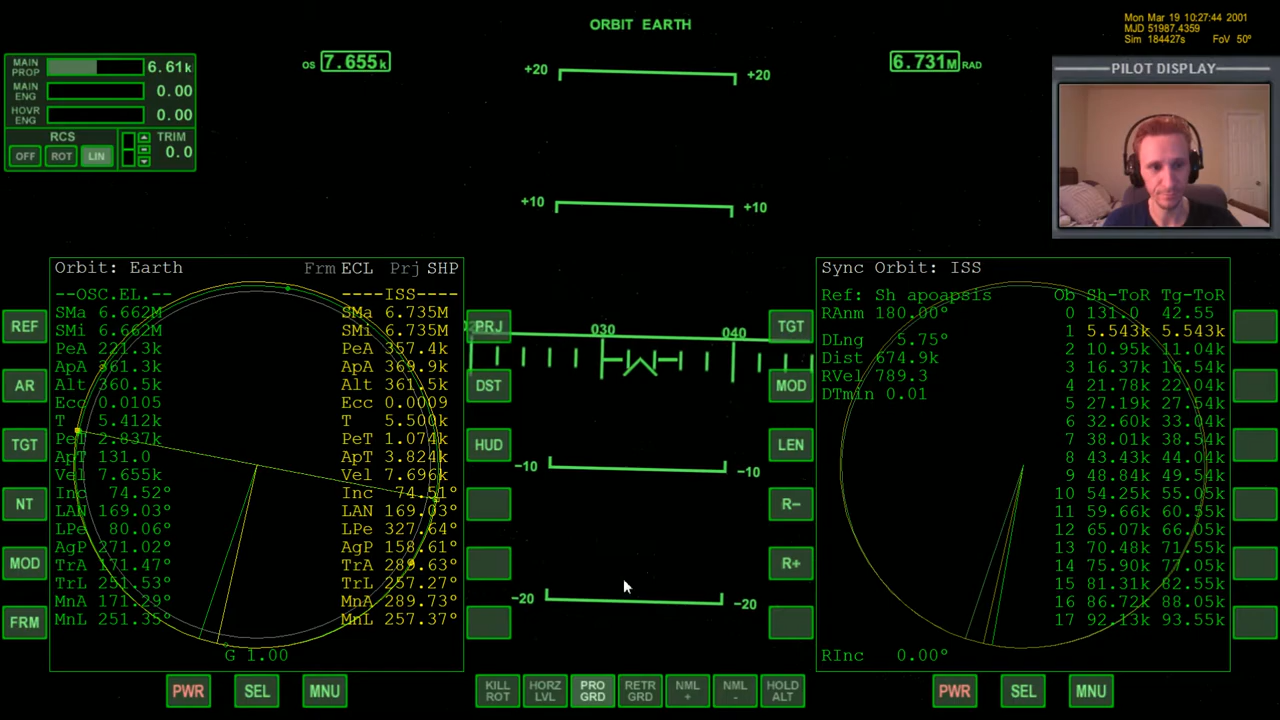 ORBIT EARTH
Mon Mar 19 10:27:44 2001
MJD 51987.4359
Sim 184427s FoV 50°
MAIN PROP 6.61k
MAIN ENG 0.00
HOVR ENG 0.00
RCS TRIM
OFF ROT LIN 0.0
OS 7.655k
6.731M RAD
PILOT DISPLAY
+20 +20
+10 +10
030 040
-10 -10
-20 -20
Orbit: Earth Frm ECL Prj SHP
--OSC.EL.-- ----ISS----
SMa 6.662M SMa 6.735M
SMi 6.662M SMi 6.735M
PeA 221.3k PeA 357.4k
ApA 361.3k ApA 369.9k
Alt 360.5k Alt 361.5k
Ecc 0.0105 Ecc 0.0009
T 5.412k T 5.500k
PeT 2.837k PeT 1.074k
ApT 131.0 ApT 3.824k
Vel 7.655k Vel 7.696k
Inc 74.52° Inc 74.51°
LAN 169.03° LAN 169.03°
LPe 80.06° LPe 327.64°
AgP 271.02° AgP 158.61°
TrA 171.47° TrA 289.63°
TrL 251.53° TrL 257.27°
MnA 171.29° MnA 289.73°
MnL 251.35° MnL 257.37°
G 1.00
REF
AR
TGT
NT
MOD
FRM
PRJ
DST
HUD
PWR SEL MNU
KILL ROT
HORZ LVL
PRO GRD
RETR GRD
NML +
NML -
HOLD ALT
Sync Orbit: ISS
Ref: Sh apoapsis
RAnm 180.00°
DLng 5.75°
Dist 674.9k
RVel 789.3
DTmin 0.01
Ob Sh-ToR Tg-ToR
0 131.0 42.55
1 5.543k 5.543k
2 10.95k 11.04k
3 16.37k 16.54k
4 21.78k 22.04k
5 27.19k 27.54k
6 32.60k 33.04k
7 38.01k 38.54k
8 43.43k 44.04k
9 48.84k 49.54k
10 54.25k 55.05k
11 59.66k 60.55k
12 65.07k 66.05k
13 70.48k 71.55k
14 75.90k 77.05k
15 81.31k 82.55k
16 86.72k 88.05k
17 92.13k 93.55k
RInc 0.00°
TGT
MOD
LEN
R-
R+
PWR SEL MNU